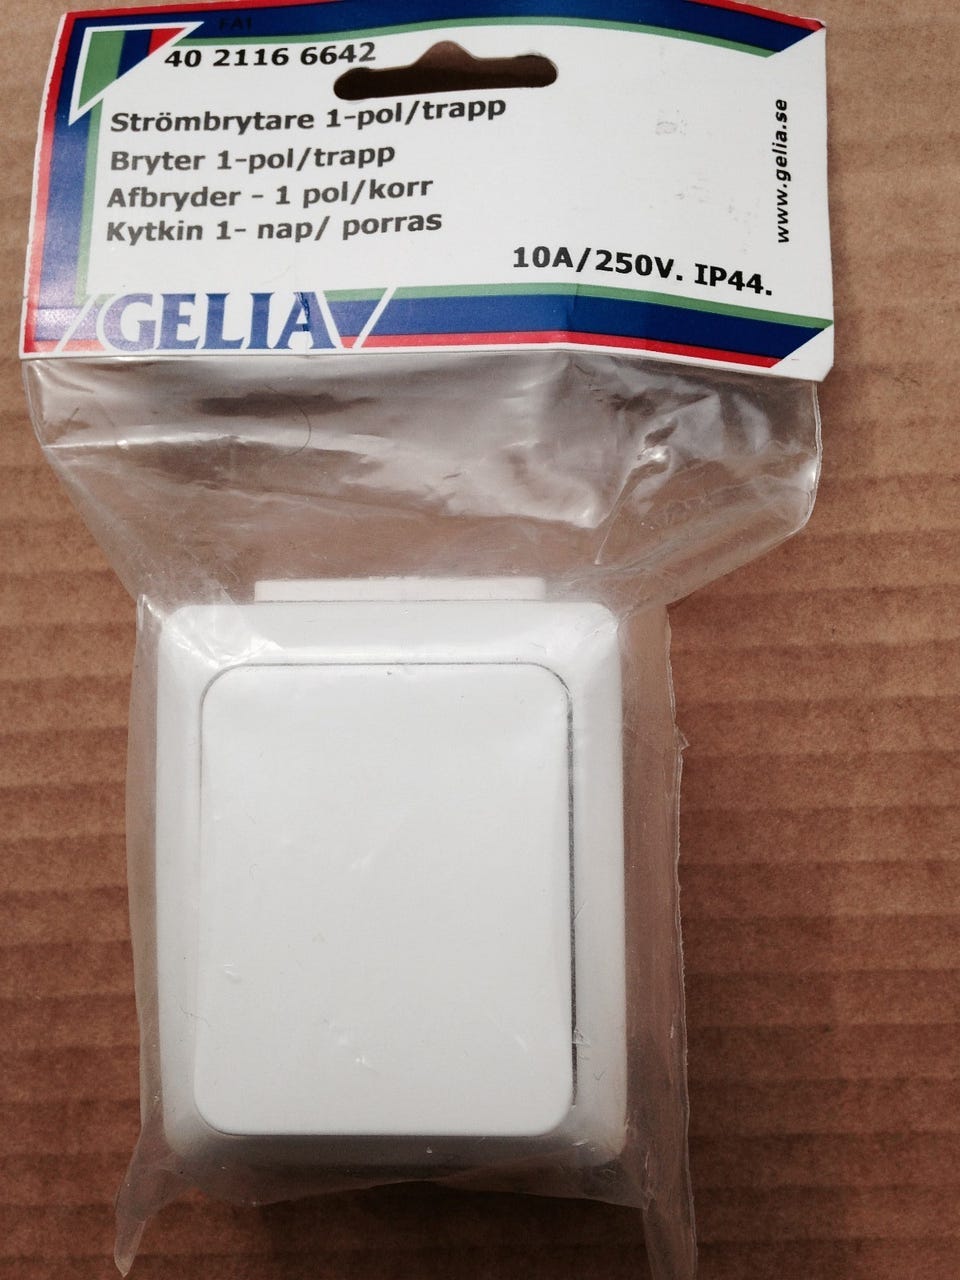 FA1
40 2116 6642
Strömbrytare 1-pol/trapp
Bryter 1-pol/trapp
Afbryder - 1 pol/korr
Kytkin 1- nap/ porras
10A/250V. IP44.
www.gelia.se
GELIA